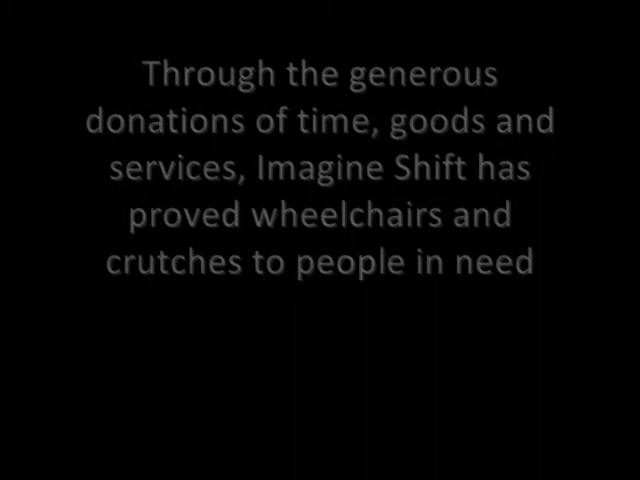 Through the generous
donations of time, goods and
services, Imagine Shift has
proved wheelchairs and
crutches to people in need